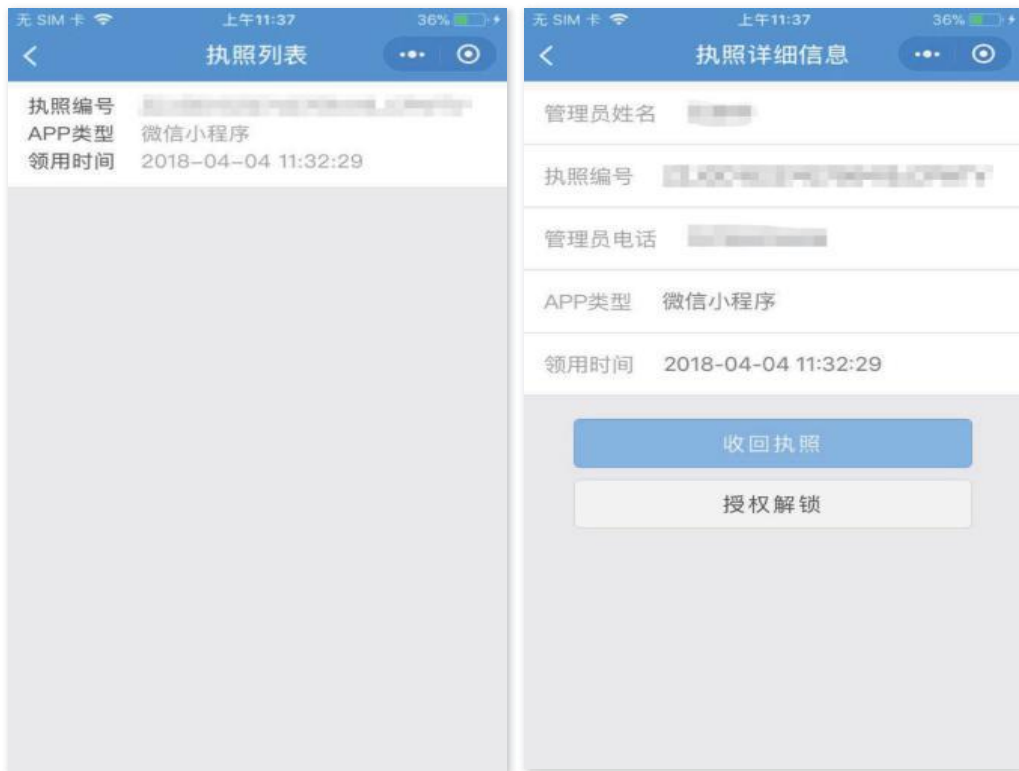 无 SIM 卡
上午11:37
36%
执照列表
执照编号
APP类型 微信小程序
领用时间 2018-04-04 11:32:29
无 SIM 卡
上午11:37
36%
执照详细信息
管理员姓名
执照编号
管理员电话
APP类型 微信小程序
领用时间 2018-04-04 11:32:29
收回执照
授权解锁